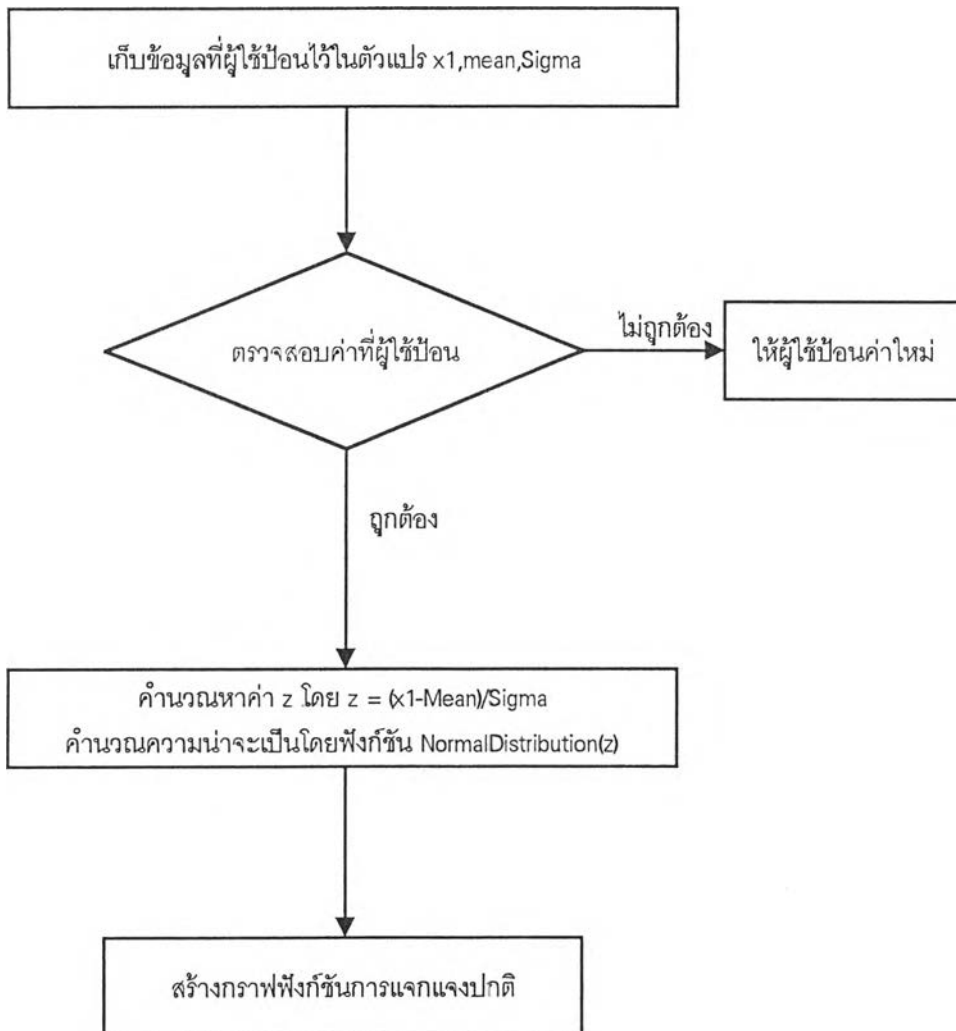 เก็บข้อมูลที่ผู้ใช้ป้อนไว้ในตัวแปร x1,mean,Sigma
ตรวจสอบค่าที่ผู้ใช้ป้อน
ไม่ถูกต้อง
ให้ผู้ใช้ป้อนค่าใหม่
ถูกต้อง
คำนวณหาค่า z โดย z = (x1-Mean)/Sigma
คำนวณความน่าจะเป็นโดยฟังก์ชัน NormalDistribution(z)
สร้างกราฟฟังก์ชันการแจกแจงปกติ